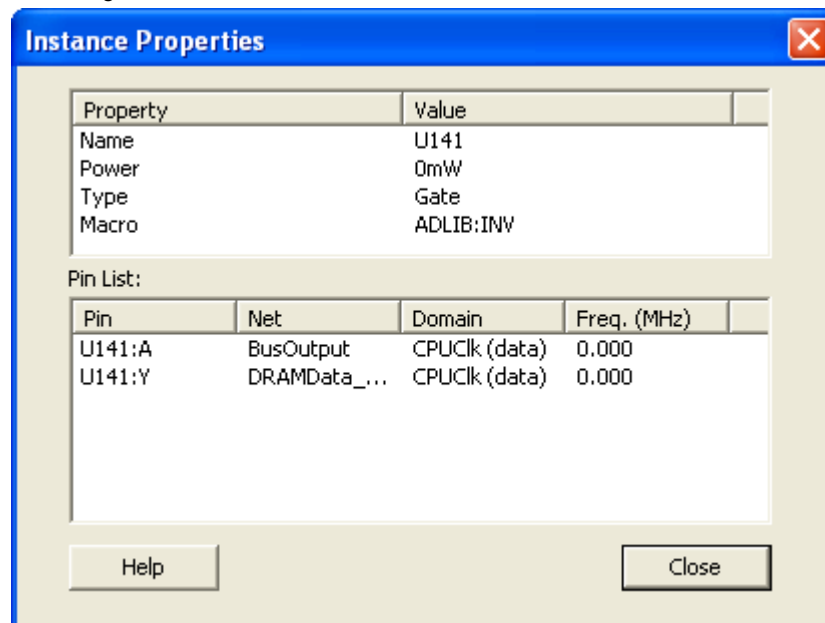 Instance Properties
Property Value
Name U141
Power 0mW
Type Gate
Macro ADLIB:INV
Pin List:
Pin Net Domain Freq. (MHz)
U141:A BusOutput CPUClk (data) 0.000
U141:Y DRAMData_... CPUClk (data) 0.000
Help Close